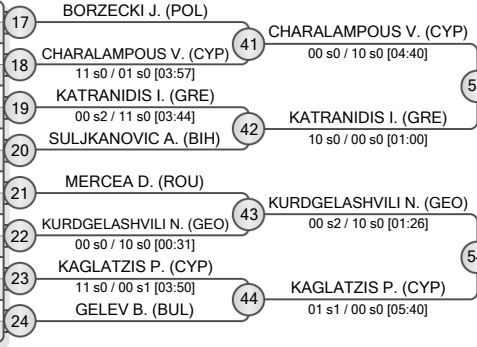 17
BORZECKI J. (POL)
18
CHARALAMPOUS V. (CYP)
11 s0 / 01 s0 [03:57]
41
CHARALAMPOUS V. (CYP)
00 s0 / 10 s0 [04:40]
19
KATRANIDIS I. (GRE)
00 s2 / 11 s0 [03:44]
20
SULJKANOVIC A. (BIH)
42
KATRANIDIS I. (GRE)
10 s0 / 00 s0 [01:00]
21
MERCEA D. (ROU)
22
KURDGELASHVILI N. (GEO)
00 s0 / 10 s0 [00:31]
43
KURDGELASHVILI N. (GEO)
00 s2 / 10 s0 [01:26]
23
KAGLATZIS P. (CYP)
11 s0 / 00 s1 [03:50]
24
GELEV B. (BUL)
44
KAGLATZIS P. (CYP)
01 s1 / 00 s0 [05:40]